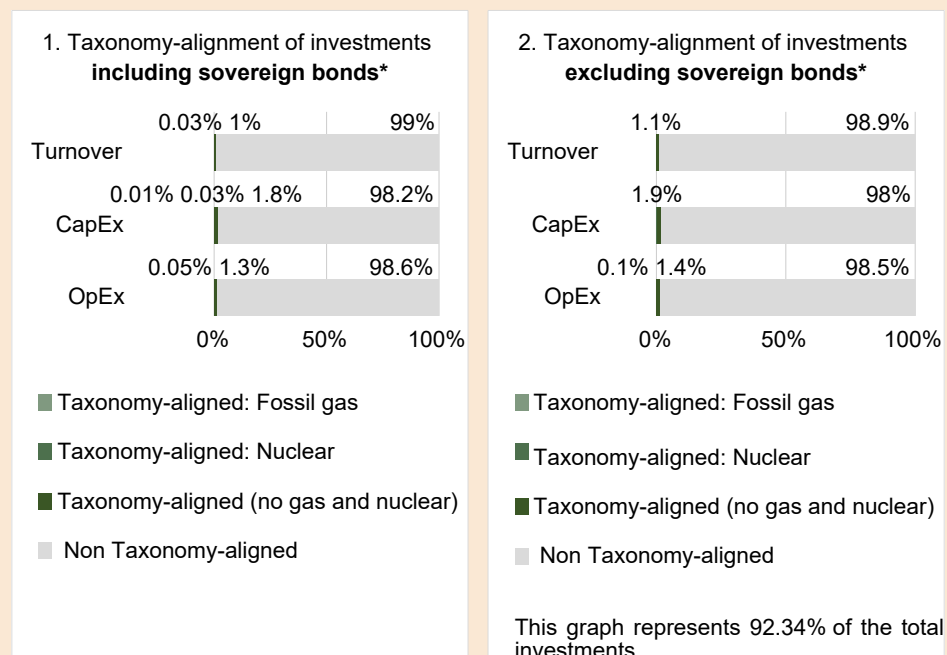 1. Taxonomy-alignment of investments
including sovereign bonds*
0.03% 1% 99%
Turnover
0.01% 0.03% 1.8% 98.2%
CapEx
0.05% 1.3% 98.6%
OpEx
0% 50% 100%
Taxonomy-aligned: Fossil gas
Taxonomy-aligned: Nuclear
Taxonomy-aligned (no gas and nuclear)
Non Taxonomy-aligned
2. Taxonomy-alignment of investments
excluding sovereign bonds*
1.1% 98.9%
Turnover
1.9% 98%
CapEx
0.1% 1.4% 98.5%
OpEx
0% 50% 100%
Taxonomy-aligned: Fossil gas
Taxonomy-aligned: Nuclear
Taxonomy-aligned (no gas and nuclear)
Non Taxonomy-aligned
This graph represents 92.34% of the total
investments